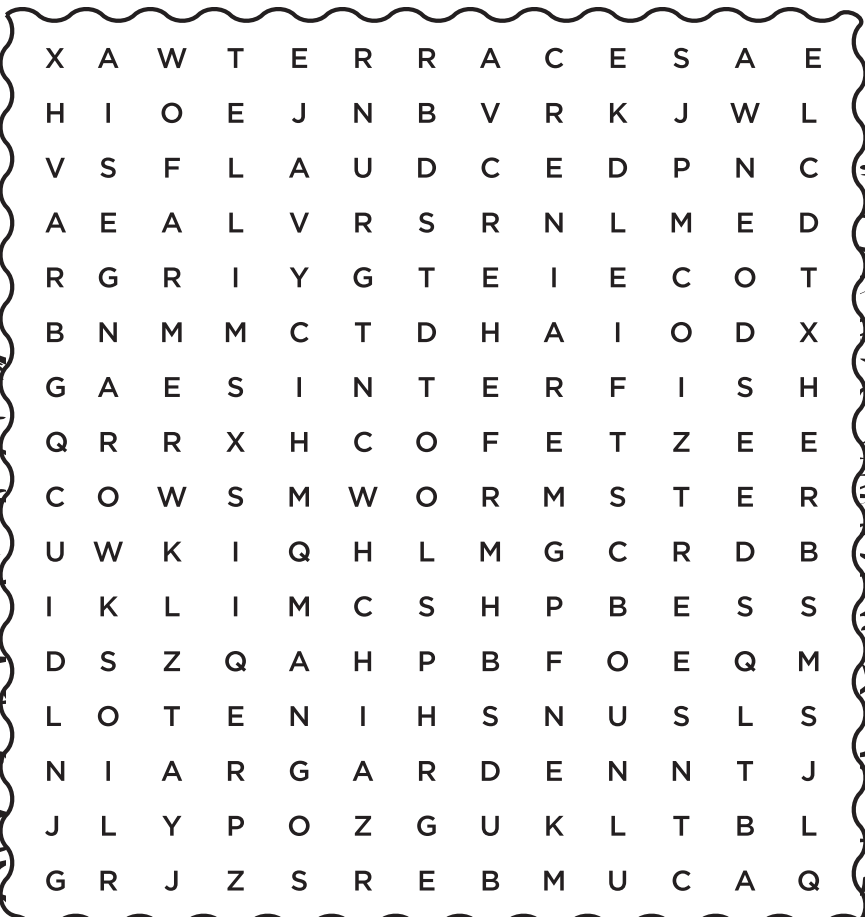 X A W T E R R A C E S A E
H I O E J N B V R K J W L
V S F L A U D C E D P N C
A E A L V R S R N L M E D
R G R I Y G T E I E C O T
B N M M C T D H A I O D X
G A E S I N T E R F I S H
Q R R X H C O F E T Z E E
C O W S M W O R M S T E R
U W K I Q H L M G C R D B
I K L I M C S H P B E S S
D S Z Q A H P B F O E Q M
L O T E N I H S N U S L S
N I A R G A R D E N N T J
J L Y P O Z G U K L T B L
G R J Z S R E B M U C A Q